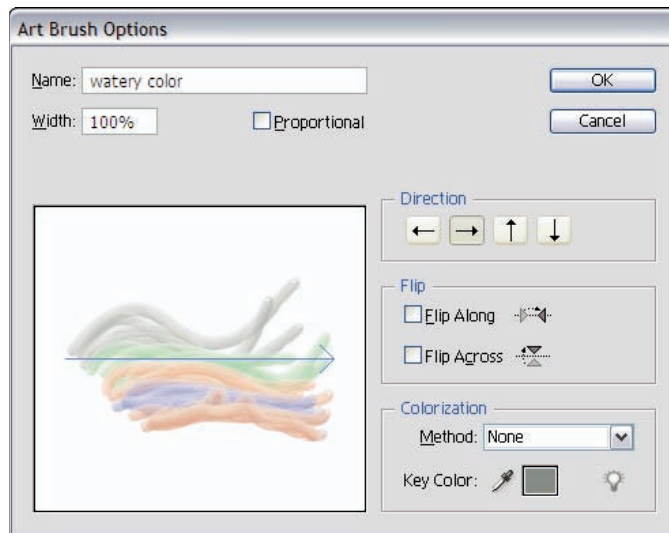 Art Brush Options
Name: watery color
OK
Width: 100%
Proportional
Cancel
Direction
Flip
Flip Along
Flip Across
Colorization
Method: None
Key Color: